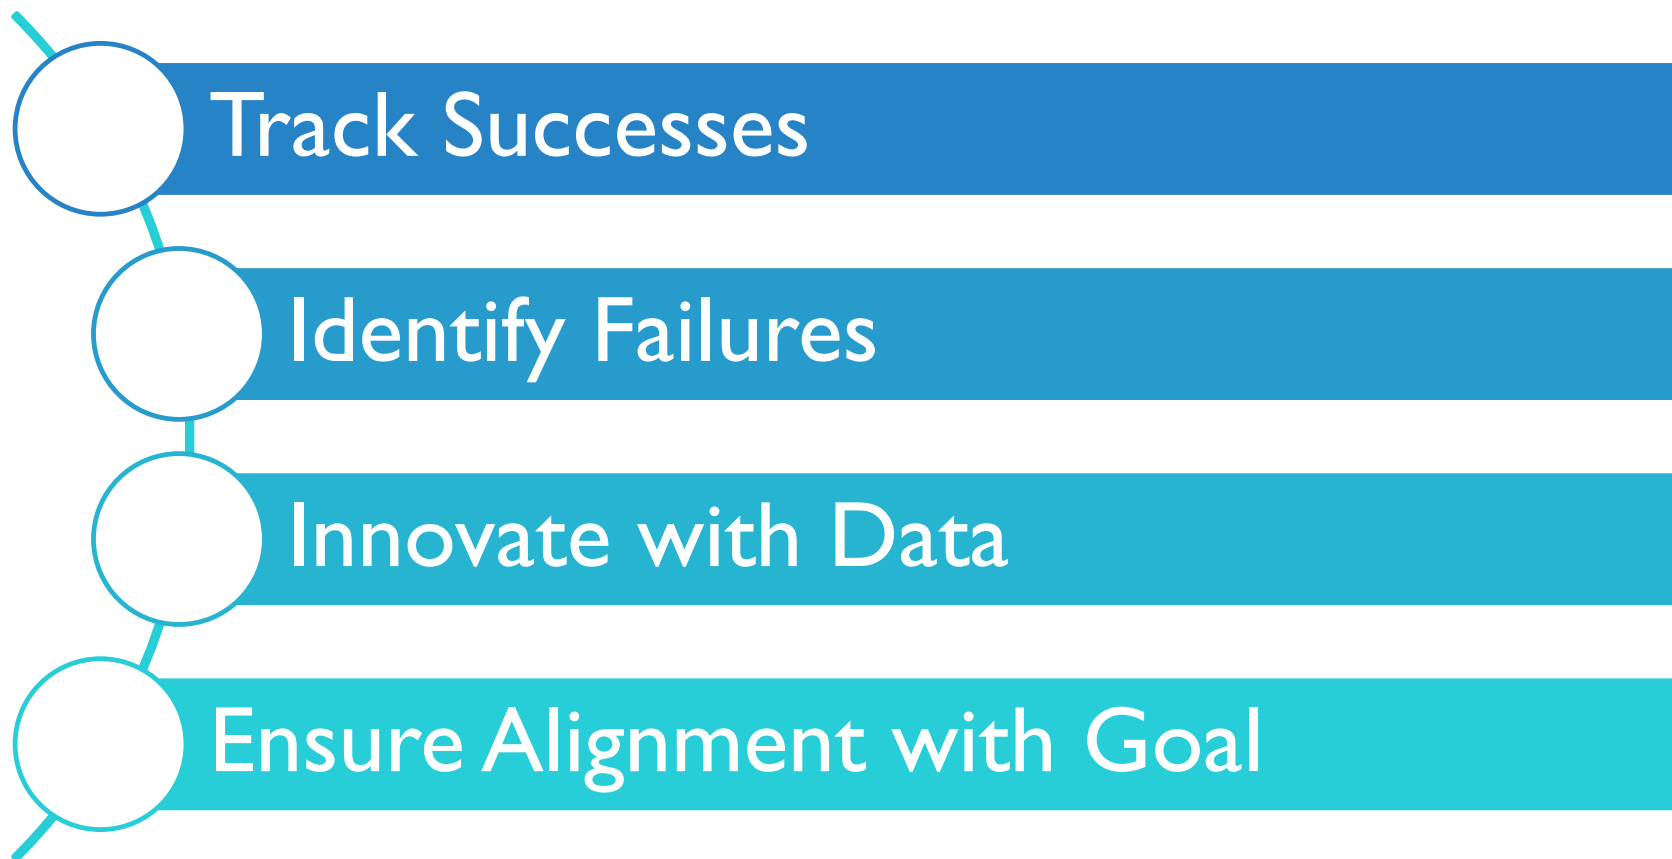 Track Successes
Identify Failures
Innovate with Data
Ensure Alignment with Goal